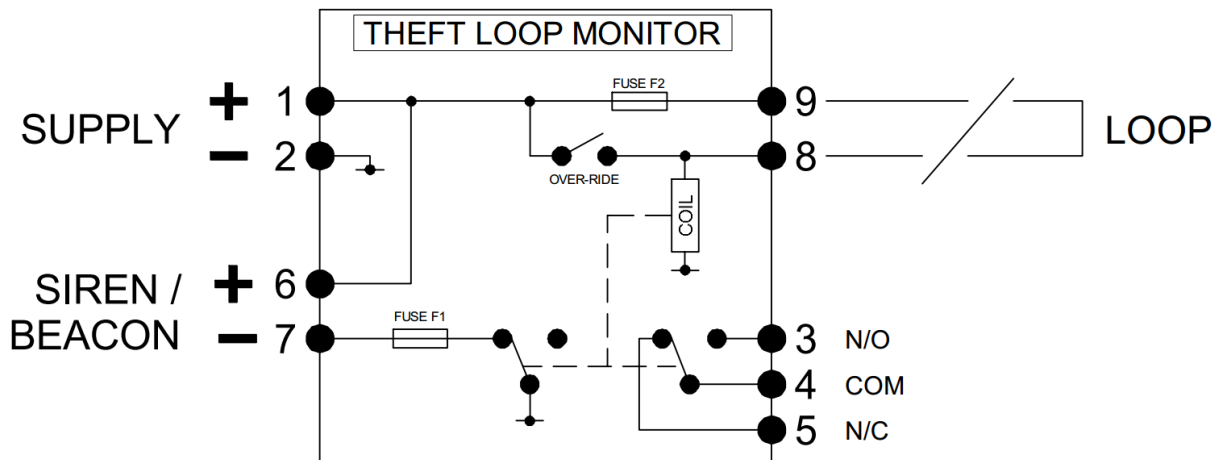 THEFT LOOP MONITOR
FUSE F2
+ 1
9
SUPPLY
LOOP
− 2
8
OVER-RIDE
COIL
+ 6
SIREN /
BEACON
− 7
FUSE F1
3 N/O
4 COM
5 N/C